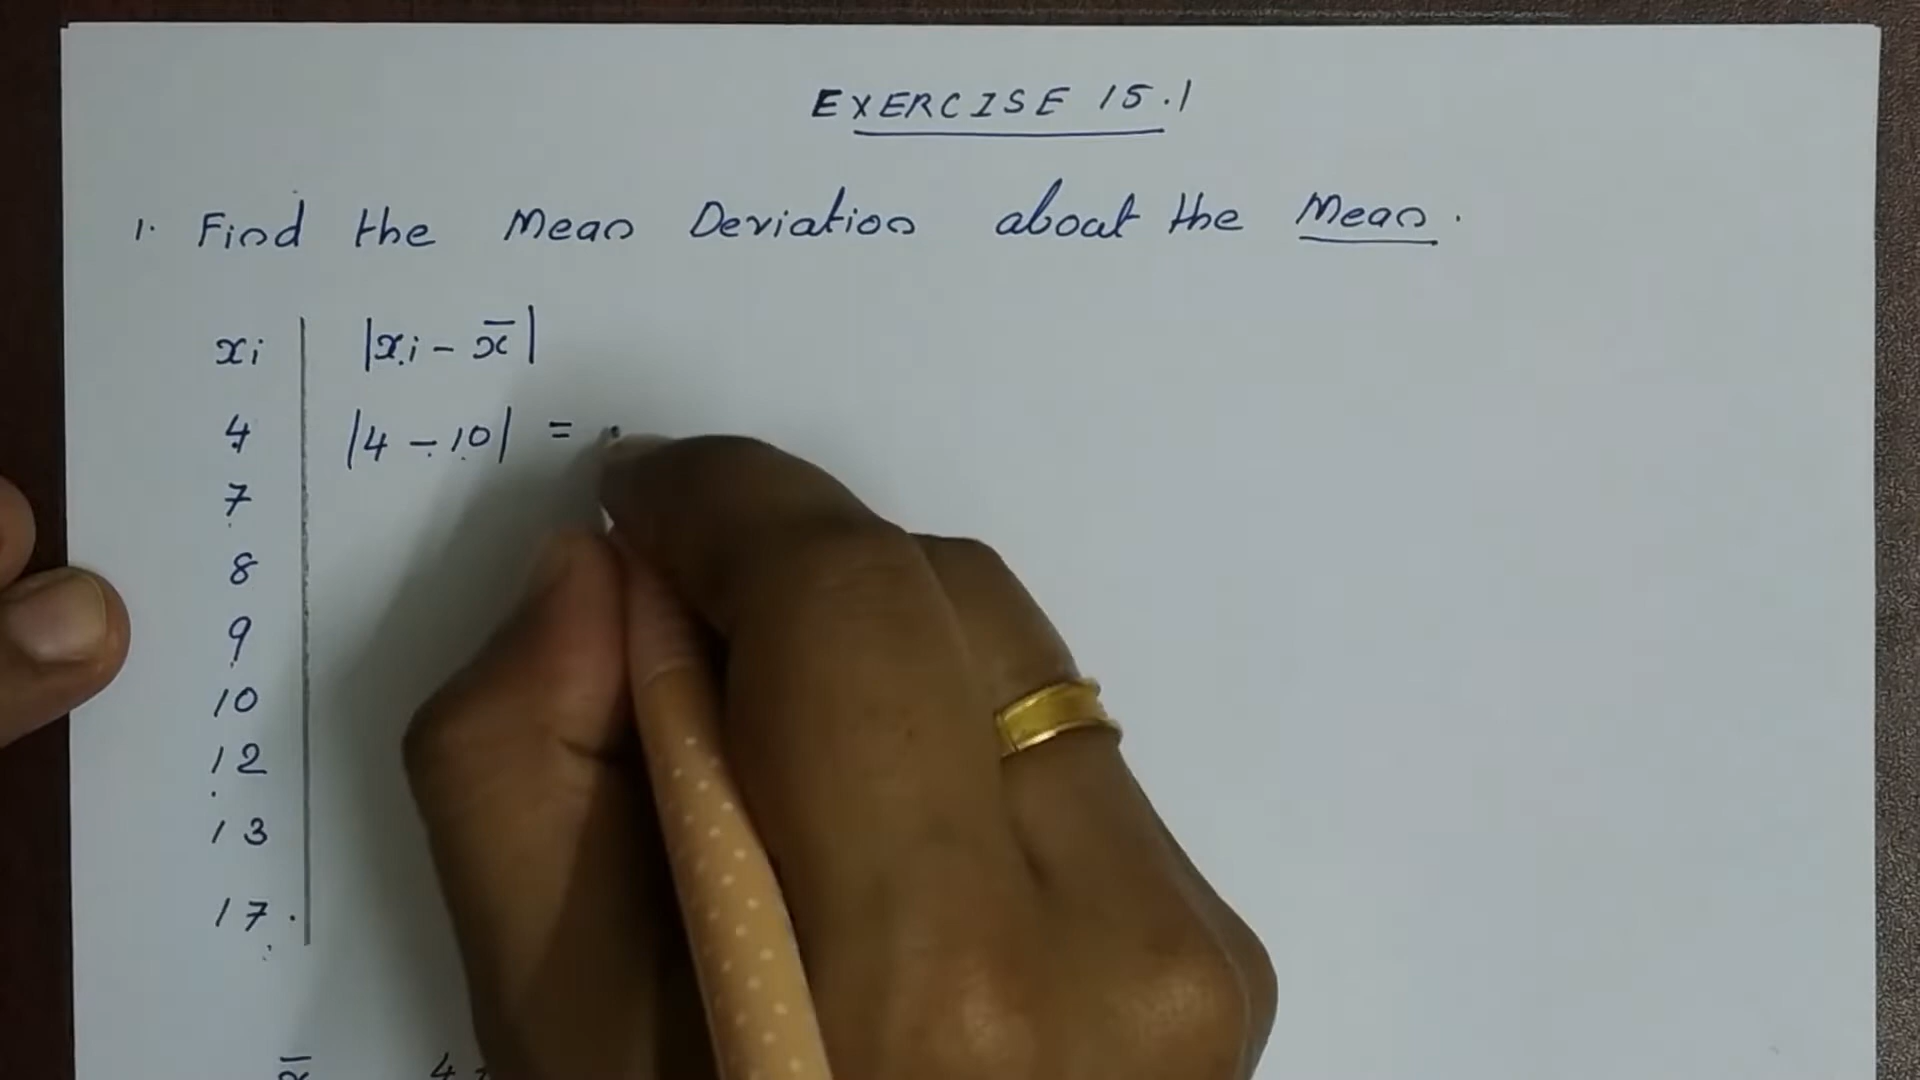 EXERCISE 15.1
1. Find the Mean Deviation about the Mean.
xi |xi - x̄|
4 |4 - 10| =
7
8
9
10
12
13
17.
x̄ 4